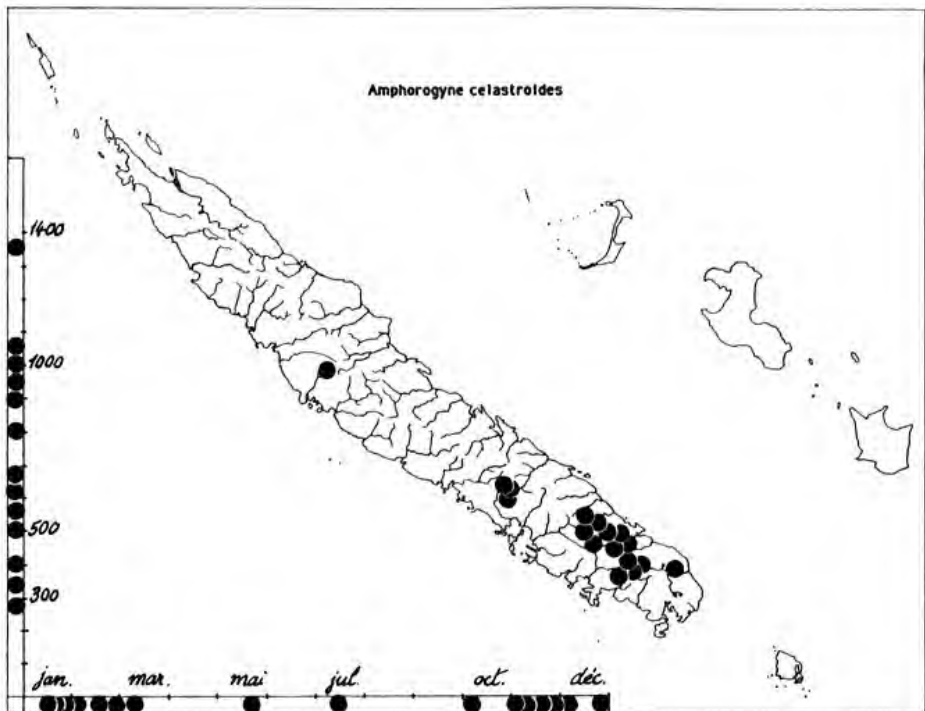 Amphorogyne celastroides
1400
1000
500
300
jan. mar. mai jul. oct. déc.